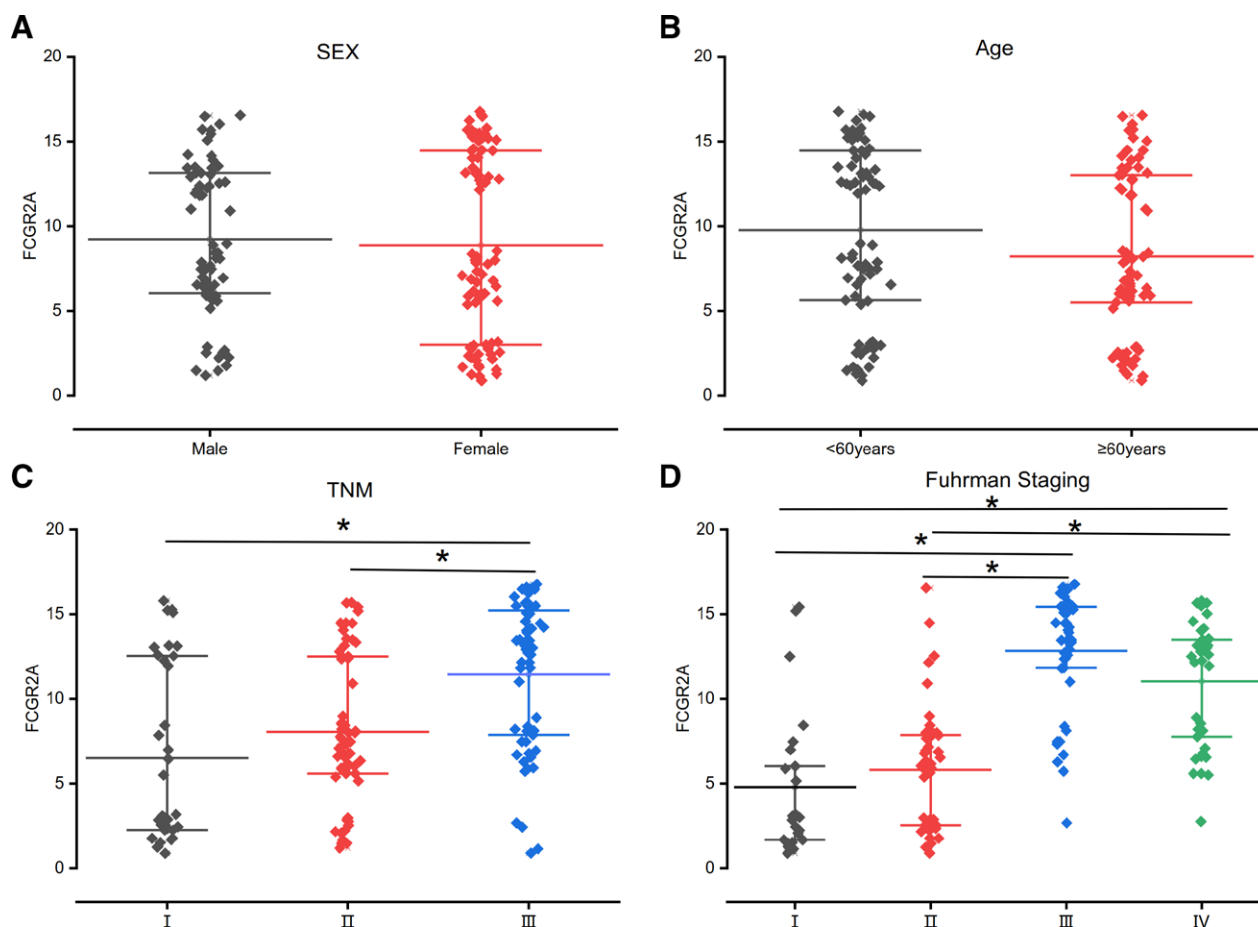 A
SEX
20
15
10
5
0
FCGR2A
Male Female
B
Age
20
15
10
5
0
FCGR2A
<60years ≥60years
C
TNM
*
*
20
15
10
5
0
FCGR2A
I II III
D
Fuhrman Staging
*
*
*
*
20
15
10
5
0
FCGR2A
I II III IV